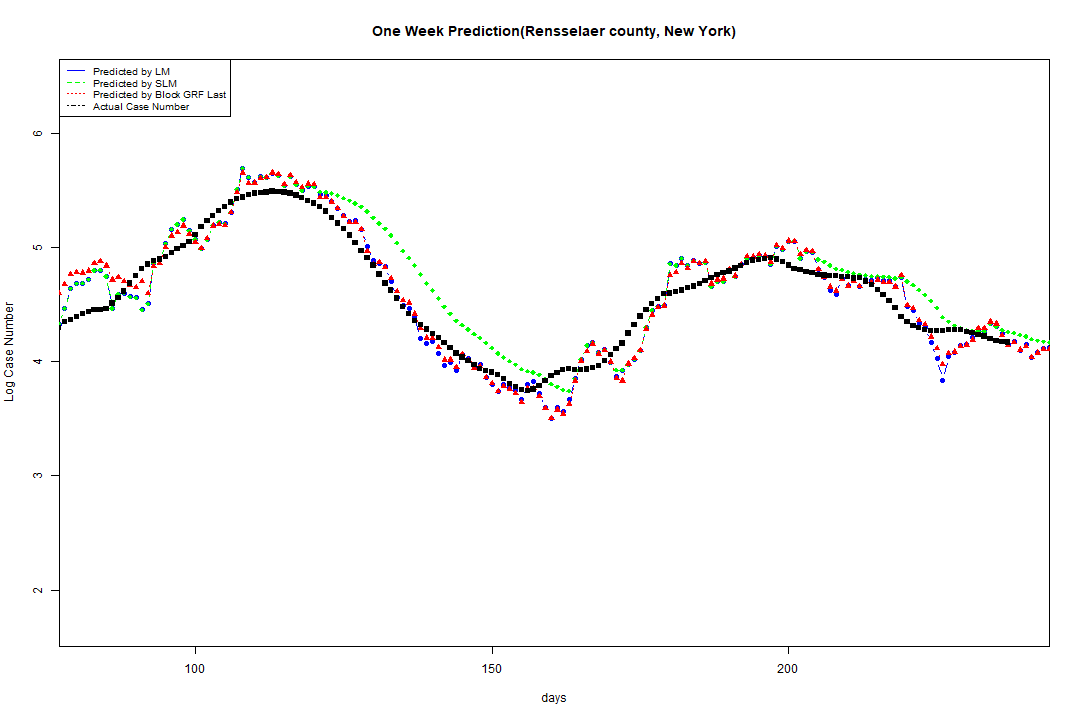 One Week Prediction(Rensselaer county, New York)
Predicted by LM
Predicted by SLM
Predicted by Block GRF Last
Actual Case Number
6
5
4
3
2
Log Case Number
100 150 200
days